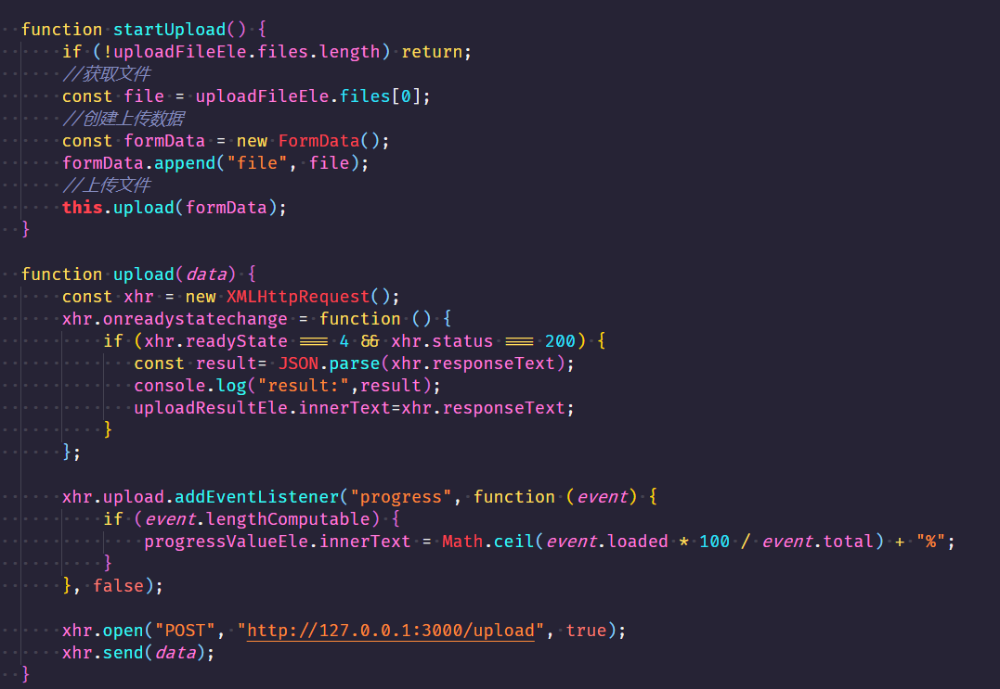 function startUpload() {
if (!uploadFileEle.files.length) return;
//获取文件
const file = uploadFileEle.files[0];
//创建上传数据
const formData = new FormData();
formData.append("file", file);
//上传文件
this.upload(formData);
}
function upload(data) {
const xhr = new XMLHttpRequest();
xhr.onreadystatechange = function () {
if (xhr.readyState === 4 && xhr.status === 200) {
const result= JSON.parse(xhr.responseText);
console.log("result:",result);
uploadResultEle.innerText=xhr.responseText;
}
};
xhr.upload.addEventListener("progress", function (event) {
if (event.lengthComputable) {
progressValueEle.innerText = Math.ceil(event.loaded * 100 / event.total) + "%";
}
}, false);
xhr.open("POST", "http://127.0.0.1:3000/upload", true);
xhr.send(data);
}